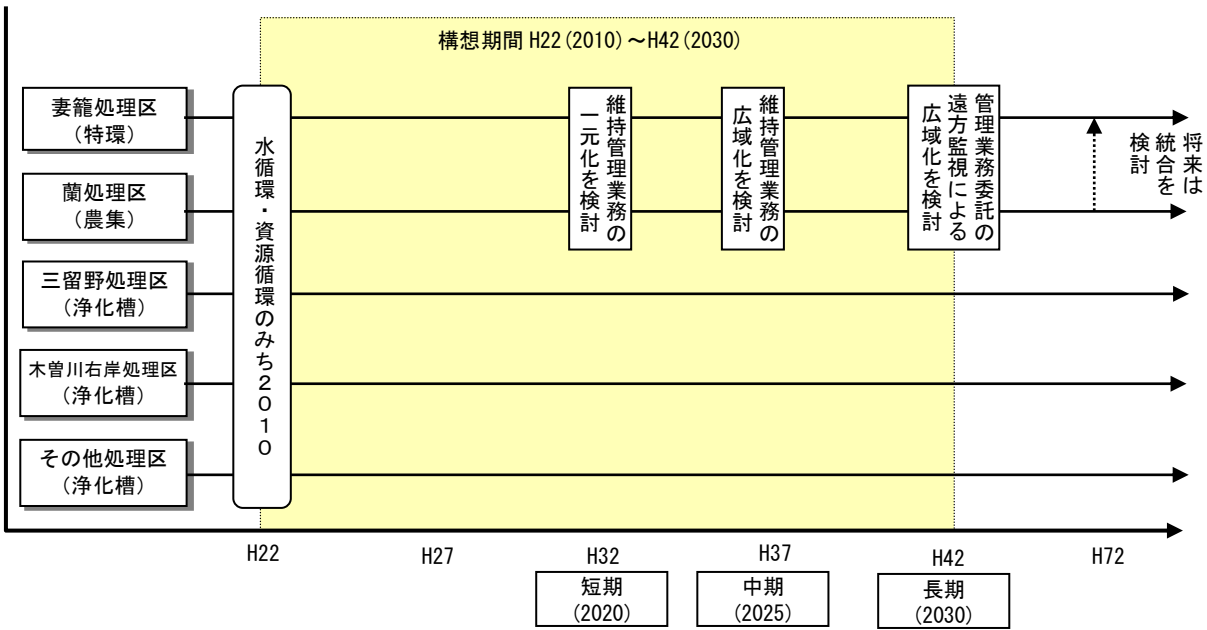 構想期間 H22(2010)～H42(2030)
妻籠処理区
（特環）
蘭処理区
（農集）
三留野処理区
（浄化槽）
木曽川右岸処理区
（浄化槽）
その他処理区
（浄化槽）
水循環・資源循環のみち２０１０
維持管理業務の
一元化を検討
維持管理業務の
広域化を検討
管理業務委託の
遠方監視による
広域化を検討
将来は
統合を
検討
H22
H27
H32
H37
H42
H72
短期
(2020)
中期
(2025)
長期
(2030)